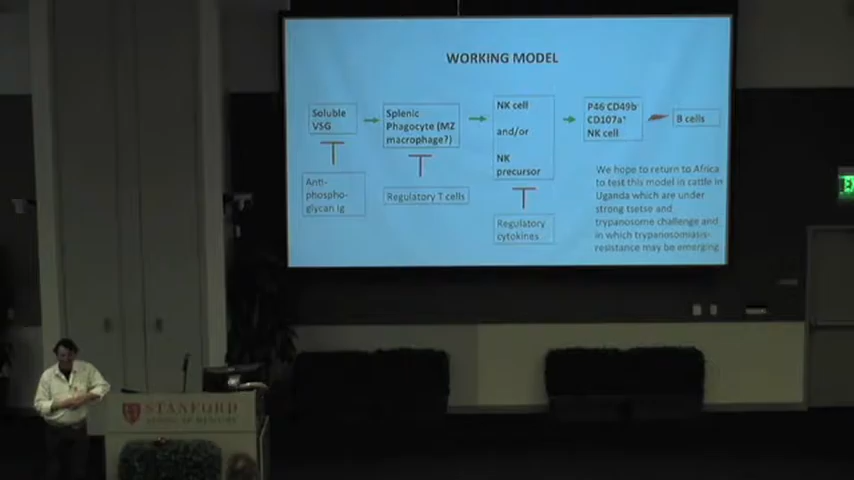 WORKING MODEL
Soluble
VSG
Splenic
Phagocyte (MZ
macrophage?)
NK cell
and/or
NK
precursor
P46 CD49b
CD107a⁺
NK cell
B cells
Anti-
phospho-
glycan Ig
Regulatory T cells
Regulatory
cytokines
We hope to return to Africa
to test this model in cattle in
Uganda which are under
strong tsetse and
trypanosome challenge and
in which trypanosomiasis-
resistance may be emerging
STANFORD
SCHOOL OF MEDICINE